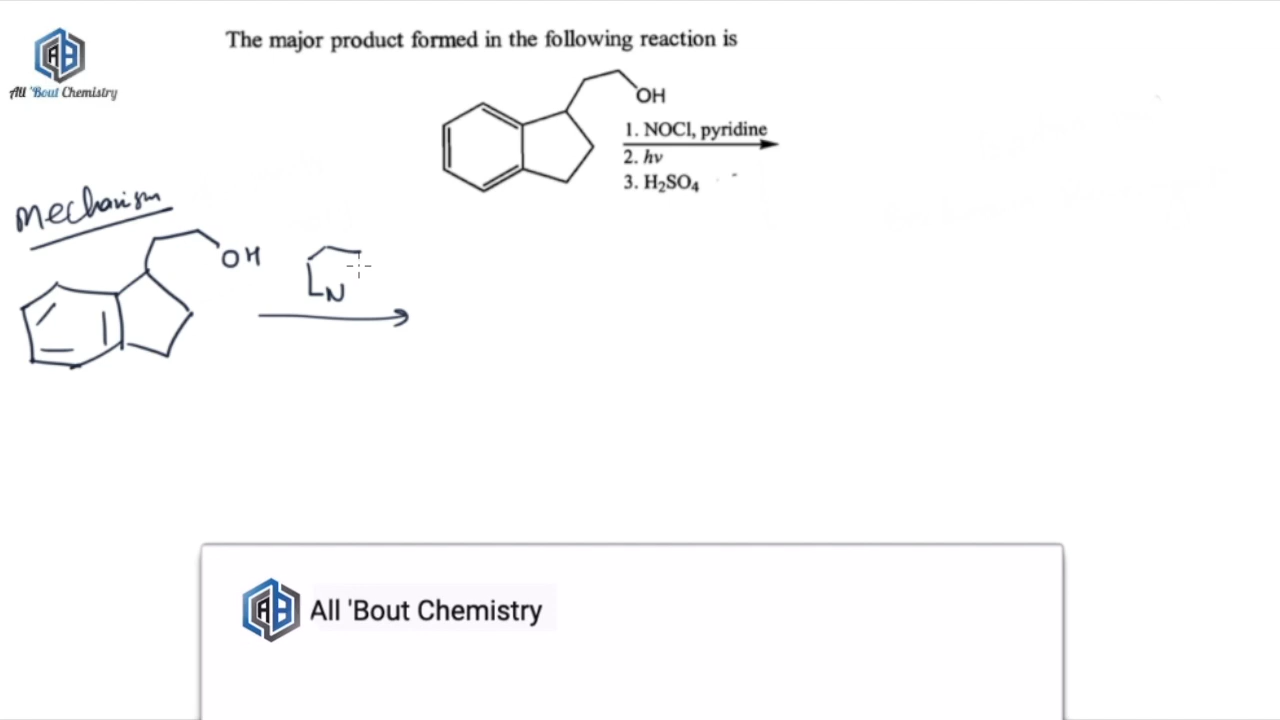 The major product formed in the following reaction is
All 'Bout Chemistry
OH
1. NOCl, pyridine
2. hν
3. H₂SO₄
Mechanism
OH
N
All 'Bout Chemistry